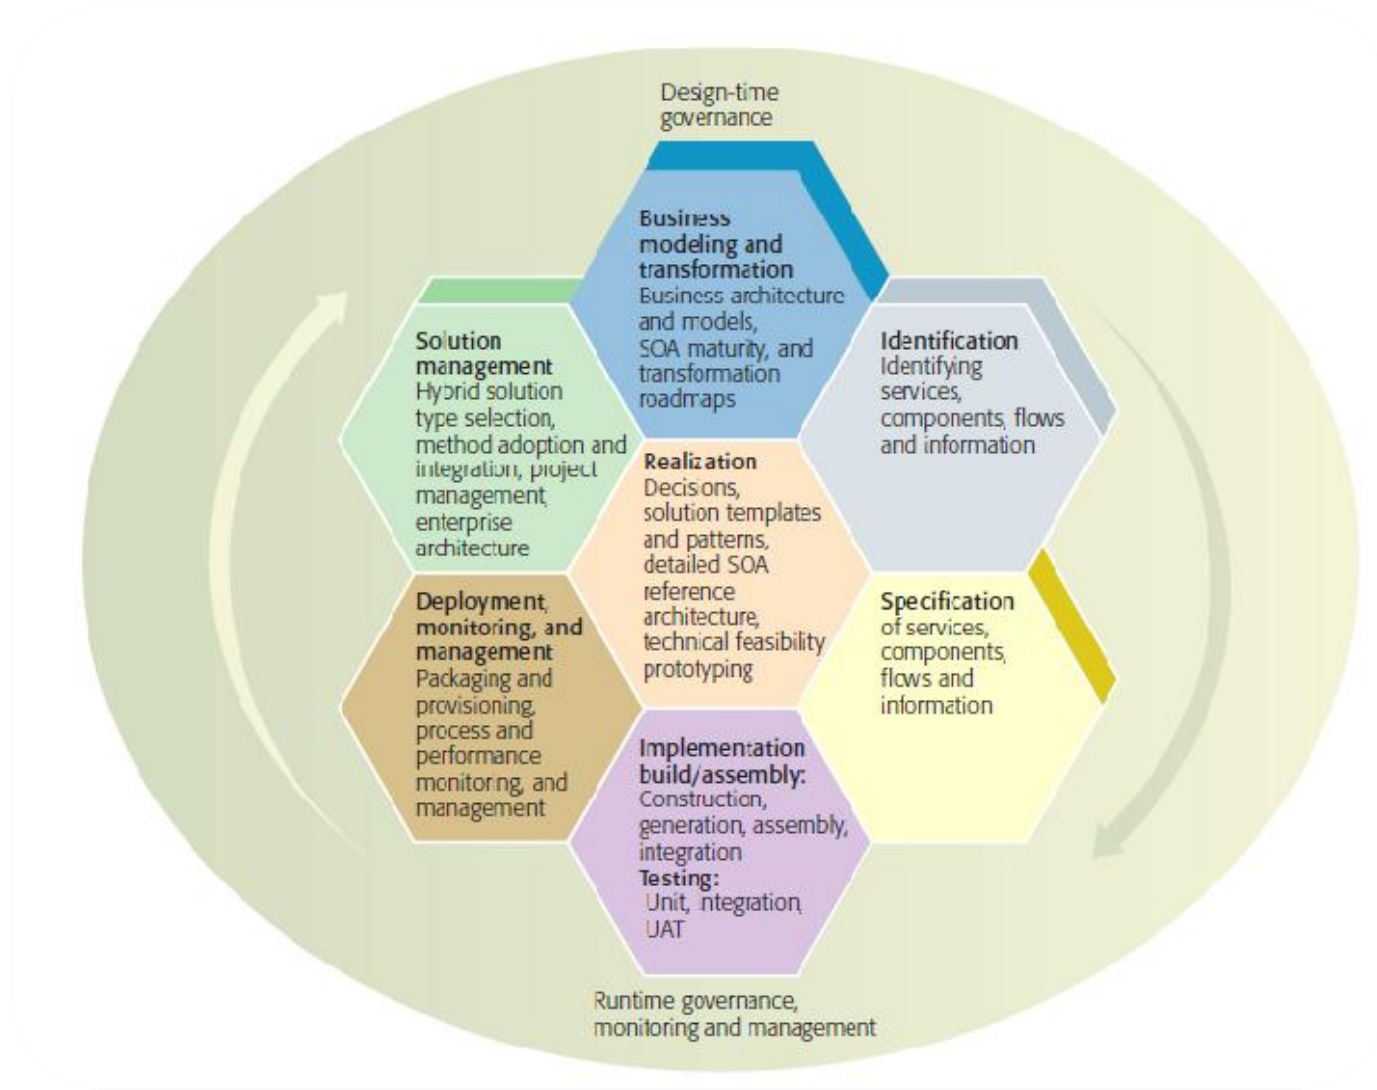 Design-time
governance
Business
modeling and
transformation
Business architecture
and models,
SOA maturity, and
transformation
roadmaps
Solution
management
Hybrid solution
type selection,
method adoption and
integration, project
management,
enterprise
architecture
Identification
Identifying
services,
components, flows
and information
Realization
Decisions,
solution templates
and patterns,
detailed SOA
reference
architecture,
technical feasibility
prototyping
Deployment,
monitoring, and
management
Packaging and
provisioning,
process and
performance
monitoring, and
management
Specification
of services,
components,
flows and
information
Implementation
build/assembly:
Construction,
generation, assembly,
integration
Testing:
Unit, integration,
UAT
Runtime governance,
monitoring and management